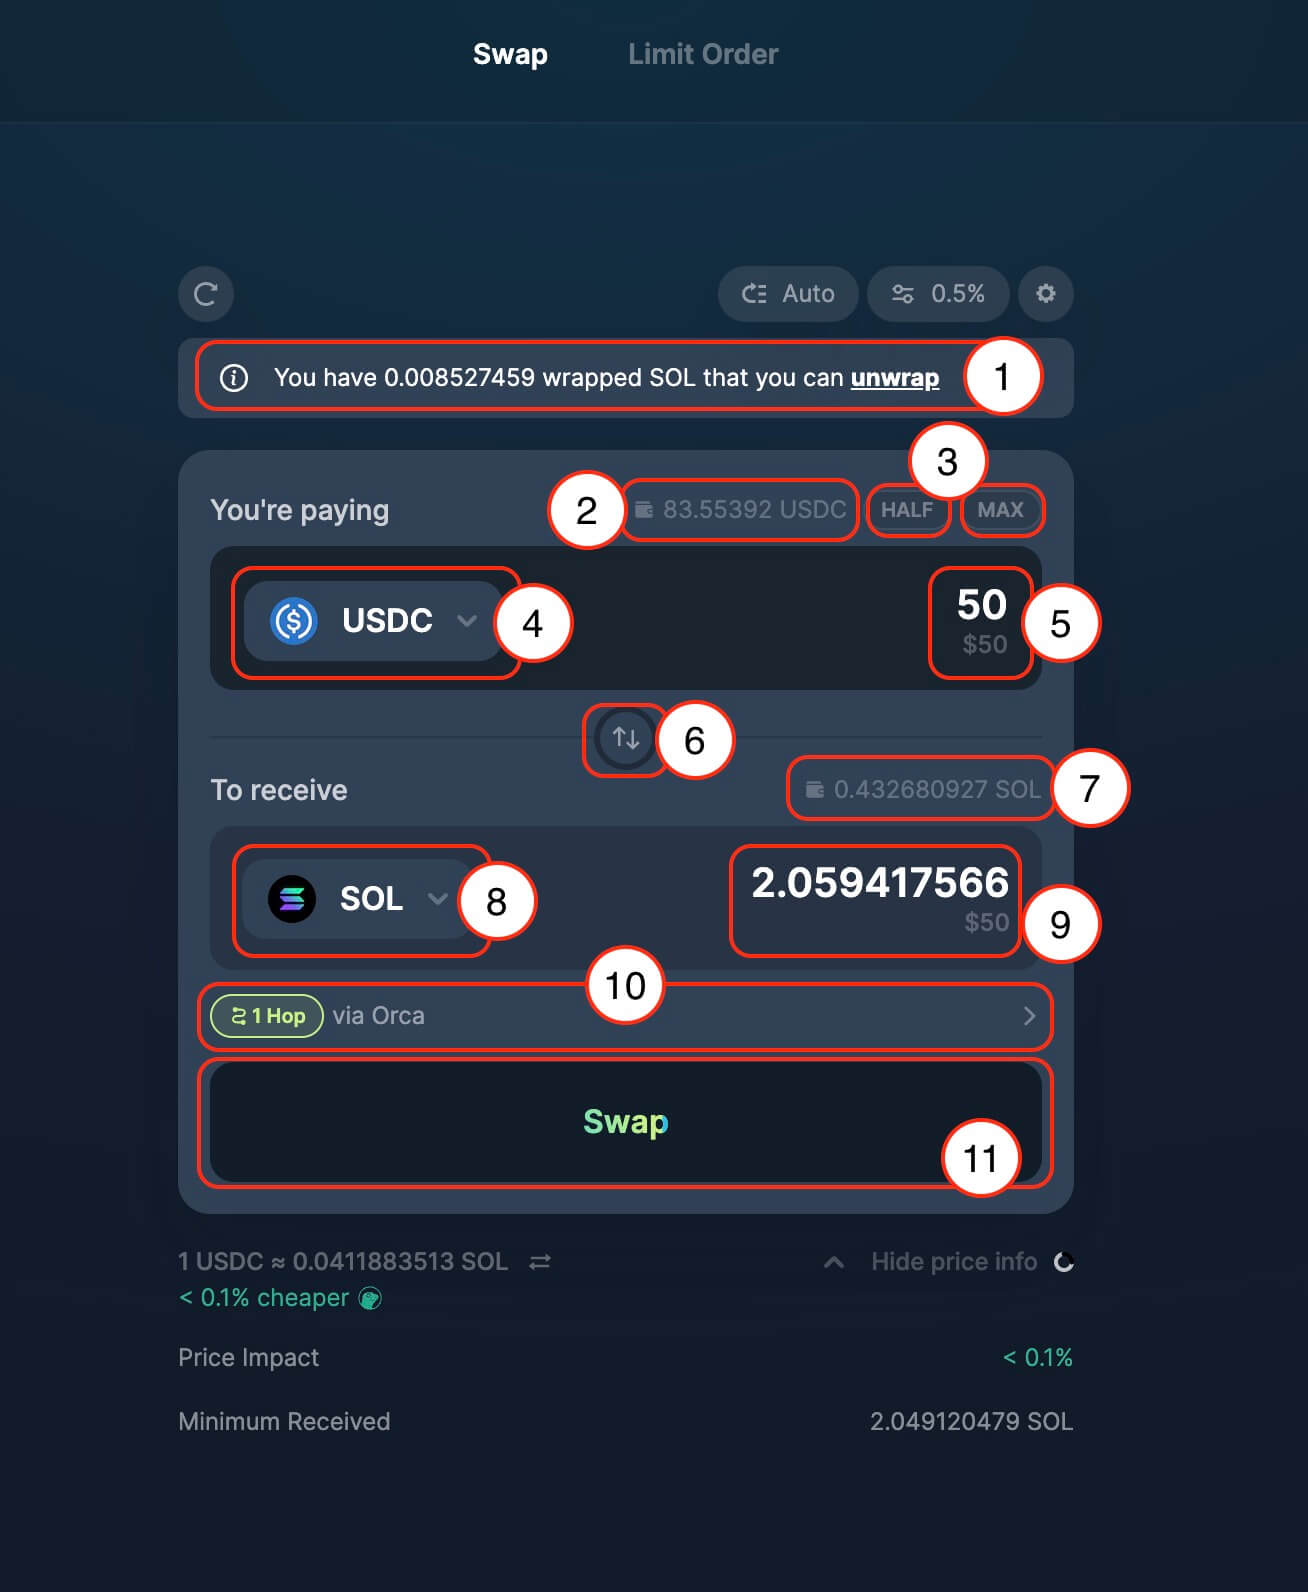 Swap Limit Order
Auto 0.5%
You have 0.008527459 wrapped SOL that you can unwrap 1
3
You're paying 2 83.55392 USDC HALF MAX
USDC 4 50 5
$50
6
To receive 0.432680927 SOL 7
SOL 8 2.059417566
$50 9
10
1 Hop via Orca
Swap
11
1 USDC ≈ 0.0411883513 SOL Hide price info
< 0.1% cheaper
Price Impact < 0.1%
Minimum Received 2.049120479 SOL